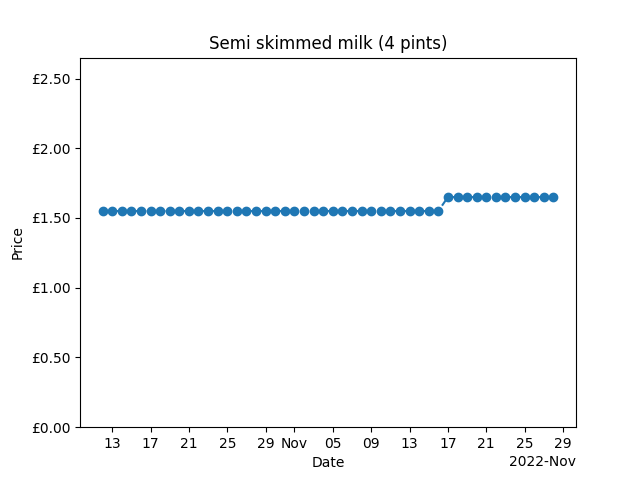 Semi skimmed milk (4 pints)
£2.50
£2.00
£1.50
£1.00
£0.50
£0.00
Price
13 17 21 25 29 Nov 05 09 13 17 21 25 29
Date
2022-Nov